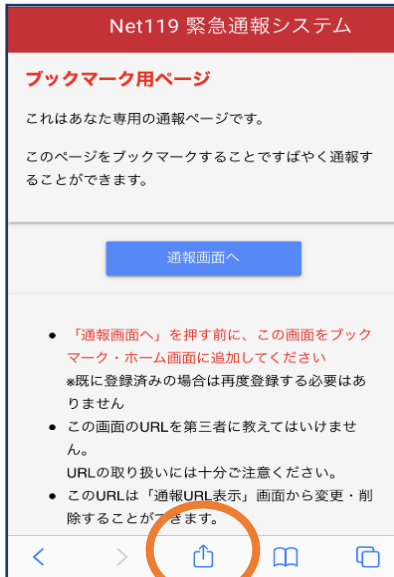 Net119 緊急通報システム
ブックマーク用ページ
これはあなた専用の通報ページです。
このページをブックマークすることですばやく通報す
ることができます。
通報画面へ
● 「通報画面へ」を押す前に、この画面をブック
マーク・ホーム画面に追加してください
※既に登録済みの場合は再度登録する必要はあ
りません
● この画面のURLを第三者に教えてはいけませ
ん。
URLの取り扱いには十分ご注意ください。
● このURLは「通報URL表示」画面から変更・削
除することができます。